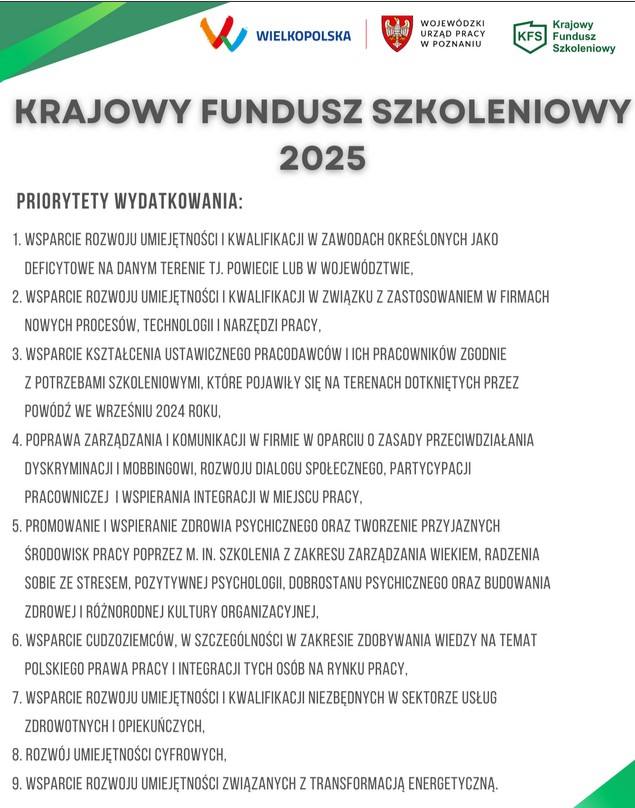 WIELKOPOLSKA
WOJEWÓDZKI
URZĄD PRACY
W POZNANIU
KFS
Krajowy
Fundusz
Szkoleniowy
KRAJOWY FUNDUSZ SZKOLENIOWY
2025
PRIORYTETY WYDATKOWANIA:
1. WSPARCIE ROZWOJU UMIEJĘTNOŚCI I KWALIFIKACJI W ZAWODACH OKREŚLONYCH JAKO
DEFICYTOWE NA DANYM TERENIE TJ. POWIECIE LUB W WOJEWÓDZTWIE,
2. WSPARCIE ROZWOJU UMIEJĘTNOŚCI I KWALIFIKACJI W ZWIĄZKU Z ZASTOSOWANIEM W FIRMACH
NOWYCH PROCESÓW, TECHNOLOGII I NARZĘDZI PRACY,
3. WSPARCIE KSZTAŁCENIA USTAWICZNEGO PRACODAWCÓW I ICH PRACOWNIKÓW ZGODNIE
Z POTRZEBAMI SZKOLENIOWYMI, KTÓRE POJAWIŁY SIĘ NA TERENACH DOTKNIĘTYCH PRZEZ
POWÓDŹ WE WRZEŚNIU 2024 ROKU,
4. POPRAWA ZARZĄDZANIA I KOMUNIKACJI W FIRMIE W OPARCIU O ZASADY PRZECIWDZIAŁANIA
DYSKRYMINACJI I MOBBINGOWI, ROZWOJU DIALOGU SPOŁECZNEGO, PARTYCYPACJI
PRACOWNICZEJ I WSPIERANIA INTEGRACJI W MIEJSCU PRACY,
5. PROMOWANIE I WSPIERANIE ZDROWIA PSYCHICZNEGO ORAZ TWORZENIE PRZYJAZNYCH
ŚRODOWISK PRACY POPRZEZ M. IN. SZKOLENIA Z ZAKRESU ZARZĄDZANIA WIEKIEM, RADZENIA
SOBIE ZE STRESEM, POZYTYWNEJ PSYCHOLOGII, DOBROSTANU PSYCHICZNEGO ORAZ BUDOWANIA
ZDROWEJ I RÓŻNORODNEJ KULTURY ORGANIZACYJNEJ,
6. WSPARCIE CUDZOZIEMCÓW, W SZCZEGÓLNOŚCI W ZAKRESIE ZDOBYWANIA WIEDZY NA TEMAT
POLSKIEGO PRAWA PRACY I INTEGRACJI TYCH OSÓB NA RYNKU PRACY,
7. WSPARCIE ROZWOJU UMIEJĘTNOŚCI I KWALIFIKACJI NIEZBĘDNYCH W SEKTORZE USŁUG
ZDROWOTNYCH I OPIEKUŃCZYCH,
8. ROZWÓJ UMIEJĘTNOŚCI CYFROWYCH,
9. WSPARCIE ROZWOJU UMIEJĘTNOŚCI ZWIĄZANYCH Z TRANSFORMACJĄ ENERGETYCZNĄ.